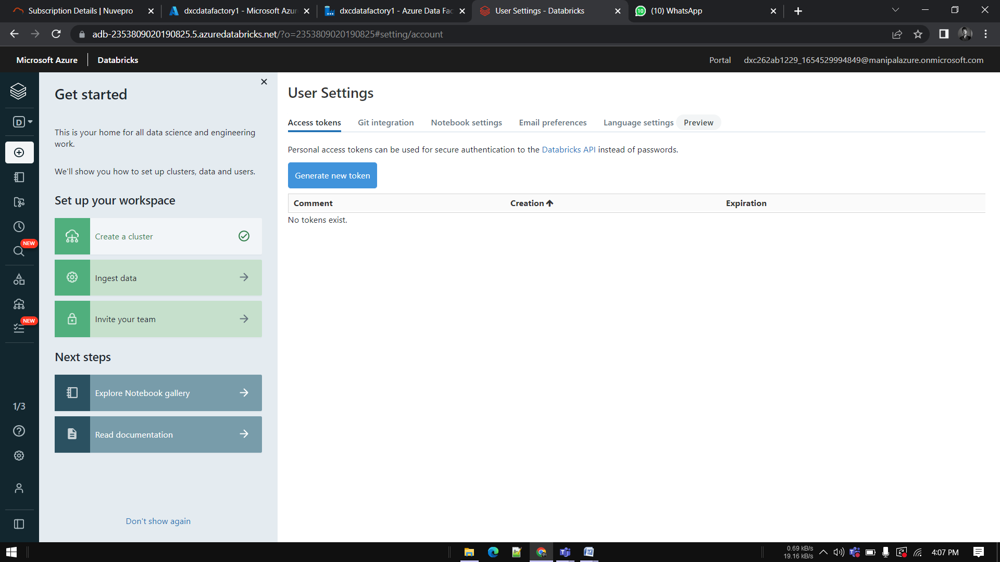 Subscription Details | Nuvepro
dxcdatafactory1 - Microsoft Azur
dxcdatafactory1 - Azure Data Fac
User Settings - Databricks
10
(10) WhatsApp
adb-2353809020190825.5.azuredatabricks.net/?o=2353809020190825#setting/account
Microsoft Azure
Databricks
Portal
dxc262ab1229_1654529994849@manipalazure.onmicrosoft.com
D
NEW
NEW
1/3
Get started
This is your home for all data science and engineering
work.
We'll show you how to set up clusters, data and users.
Set up your workspace
Create a cluster
Ingest data
Invite your team
Next steps
Explore Notebook gallery
Read documentation
Don't show again
User Settings
Access tokens
Git integration
Notebook settings
Email preferences
Language settings
Preview
Personal access tokens can be used for secure authentication to the Databricks API instead of passwords.
Generate new token
Comment
Creation
Expiration
No tokens exist.
0.69 kB/s
19.16 kB/s
4:07 PM